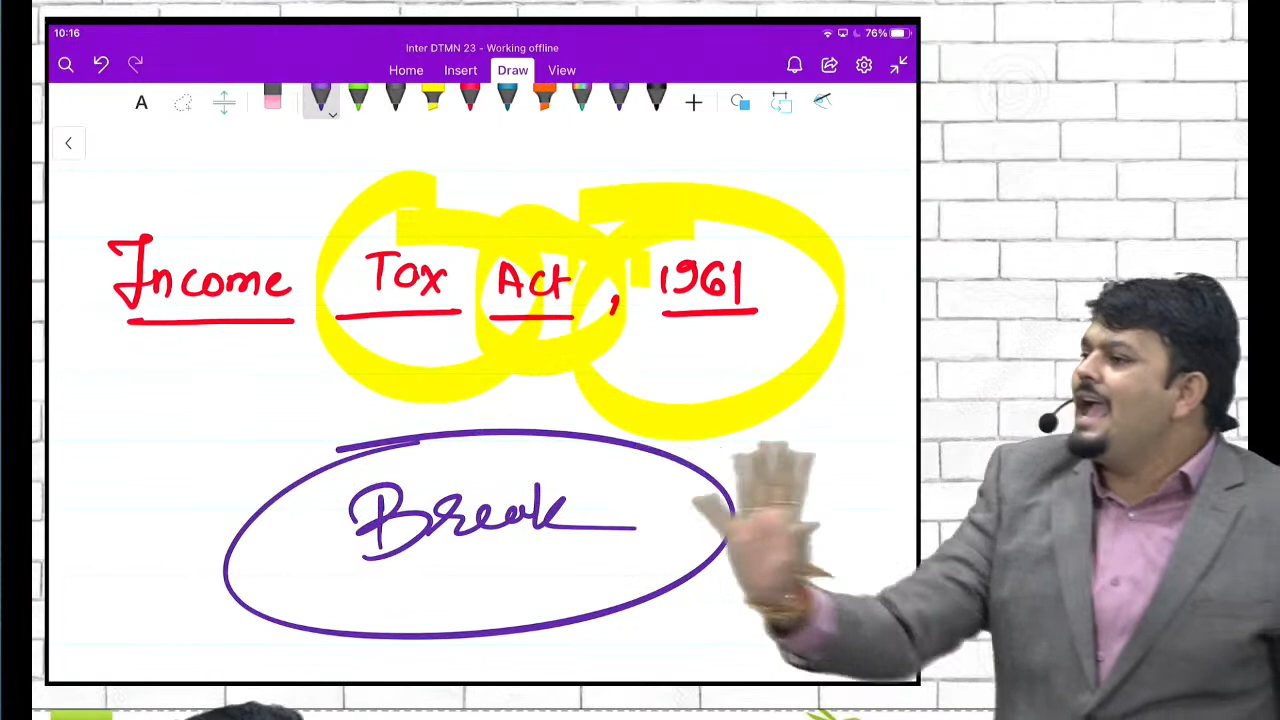 10:16
76%
Inter DTMN 23 - Working offline
Home Insert Draw View
A
Income Tax Act, 1961
Break